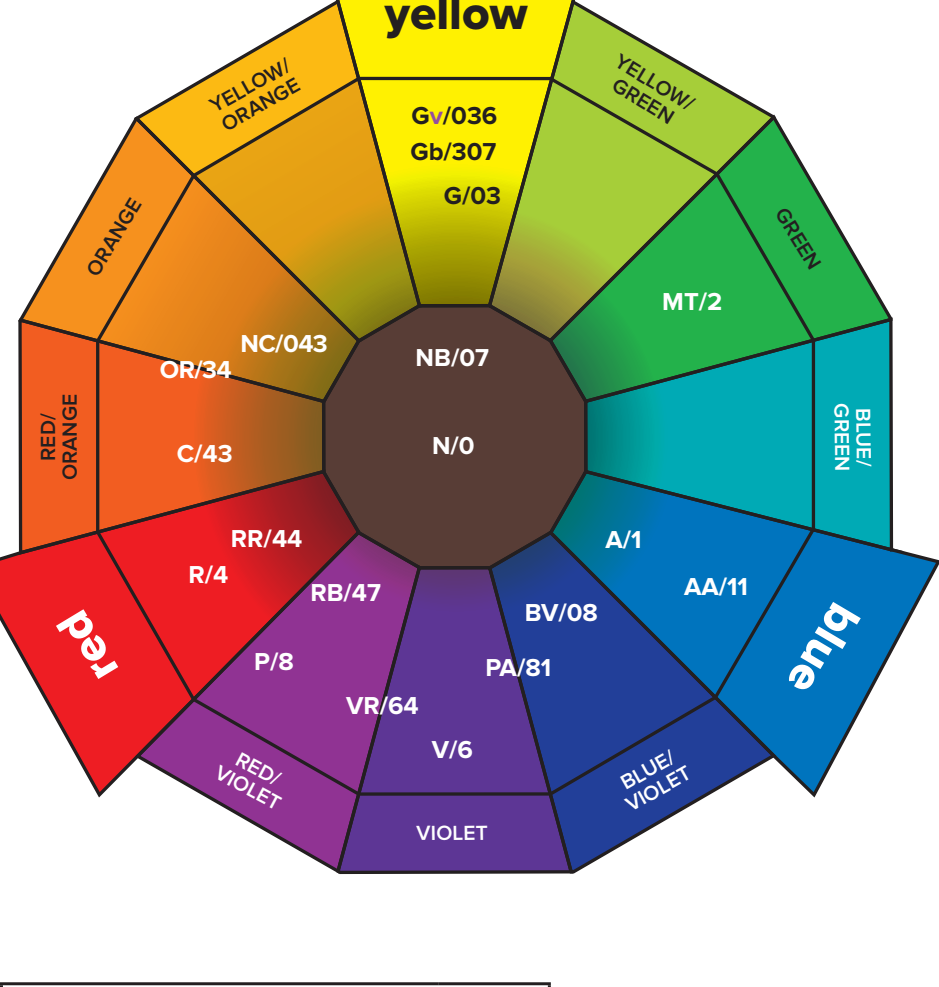 yellow
YELLOW/
ORANGE
YELLOW/
GREEN
Gv/036
Gb/307
G/03
ORANGE
GREEN
MT/2
NC/043
OR/34
NB/07
RED/
ORANGE
C/43
N/0
BLUE/
GREEN
RR/44
R/4
A/1
AA/11
RB/47
BV/08
red
blue
P/8
PA/81
VR/64
V/6
RED/
VIOLET
VIOLET
BLUE/
VIOLET